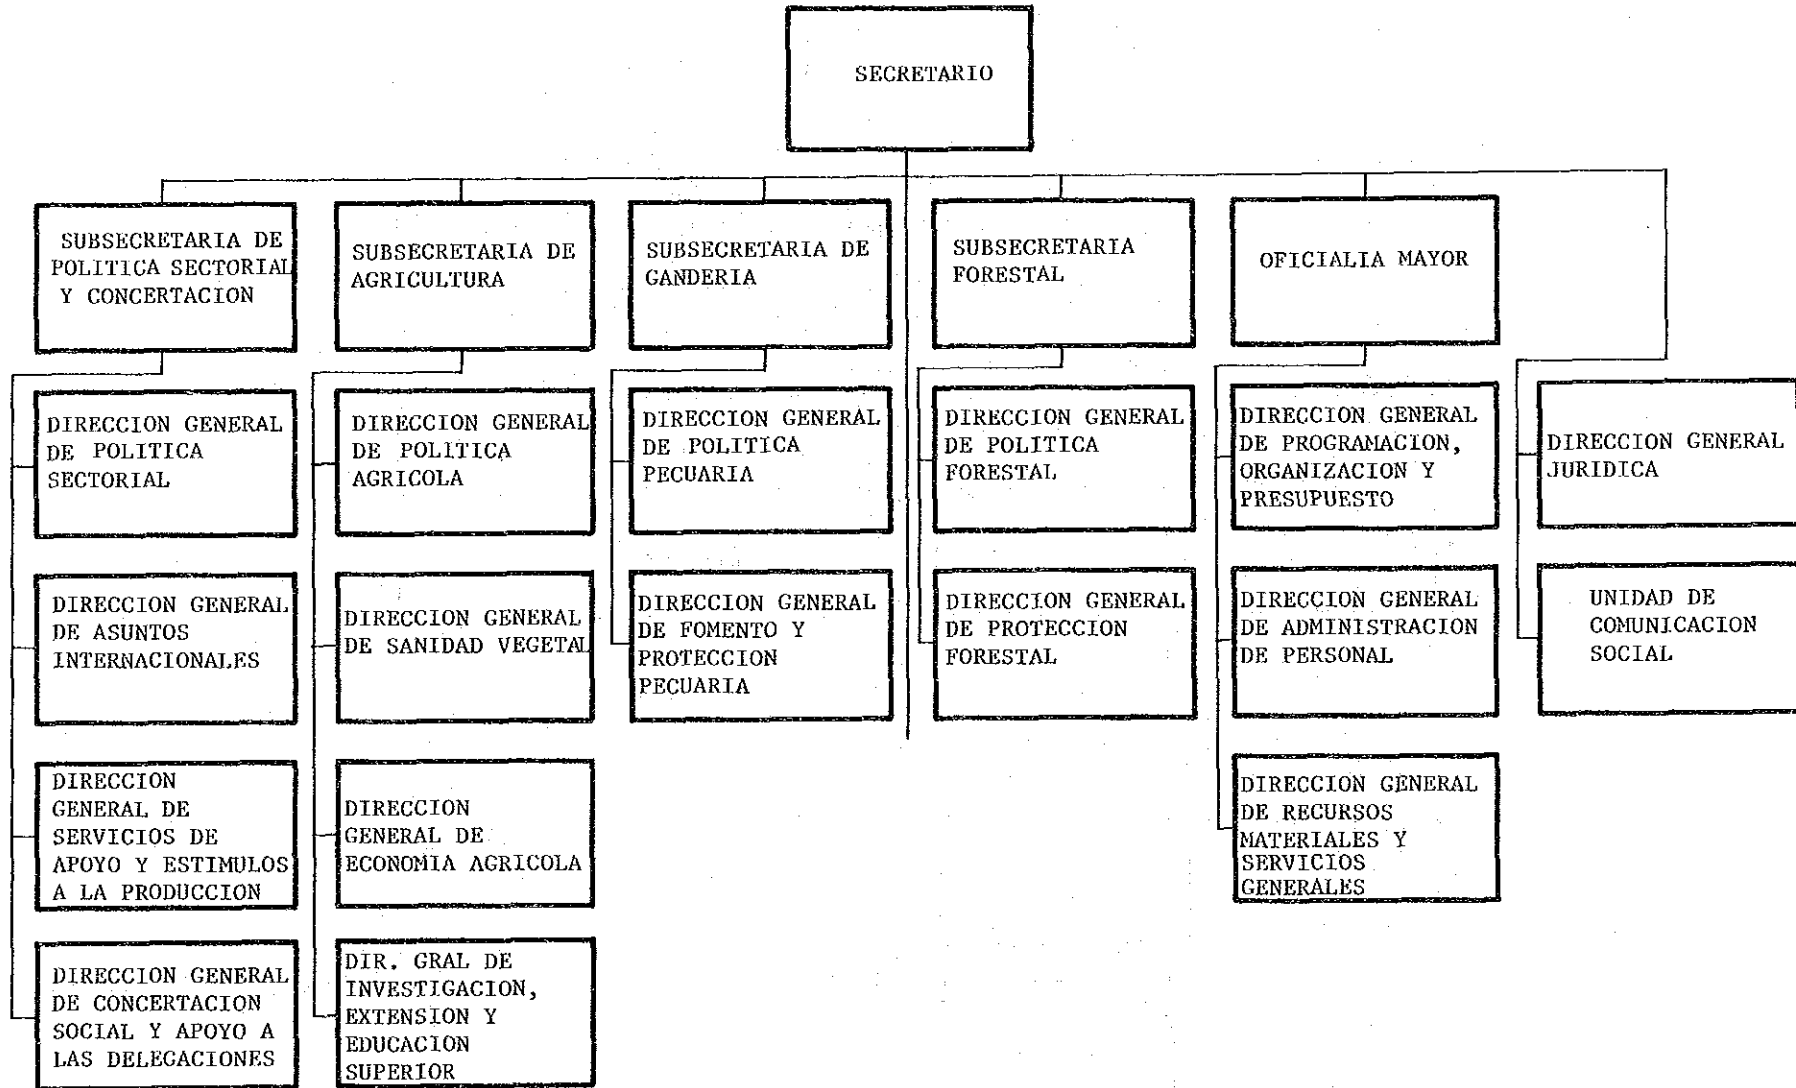 SECRETARIO
SUBSECRETARIA DE
POLITICA SECTORIAL
Y CONCERTACION
SUBSECRETARIA DE
AGRICULTURA
SUBSECRETARIA DE
GANDERIA
SUBSECRETARIA
FORESTAL
OFICIALIA MAYOR
DIRECCION GENERAL
DE POLITICA
SECTORIAL
DIRECCION GENERAL
DE POLITICA
AGRICOLA
DIRECCION GENERAL
DE POLITICA
PECUARIA
DIRECCION GENERAL
DE POLITICA
FORESTAL
DIRECCION GENERAL
DE PROGRAMACION,
ORGANIZACION Y
PRESUPUESTO
DIRECCION GENERAL
JURIDICA
DIRECCION GENERAL
DE ASUNTOS
INTERNACIONALES
DIRECCION GENERAL
DE SANIDAD VEGETAL
DIRECCION GENERAL
DE FOMENTO Y
PROTECCION
PECUARIA
DIRECCION GENERAL
DE PROTECCION
FORESTAL
DIRECCION GENERAL
DE ADMINISTRACION
DE PERSONAL
UNIDAD DE
COMUNICACION
SOCIAL
DIRECCION
GENERAL DE
SERVICIOS DE
APOYO Y ESTIMULOS
A LA PRODUCCION
DIRECCION
GENERAL DE
ECONOMIA AGRICOLA
DIRECCION GENERAL
DE RECURSOS
MATERIALES Y
SERVICIOS
GENERALES
DIRECCION GENERAL
DE CONCERTACION
SOCIAL Y APOYO A
LAS DELEGACIONES
DIR. GRAL DE
INVESTIGACION,
EXTENSION Y
EDUCACION
SUPERIOR